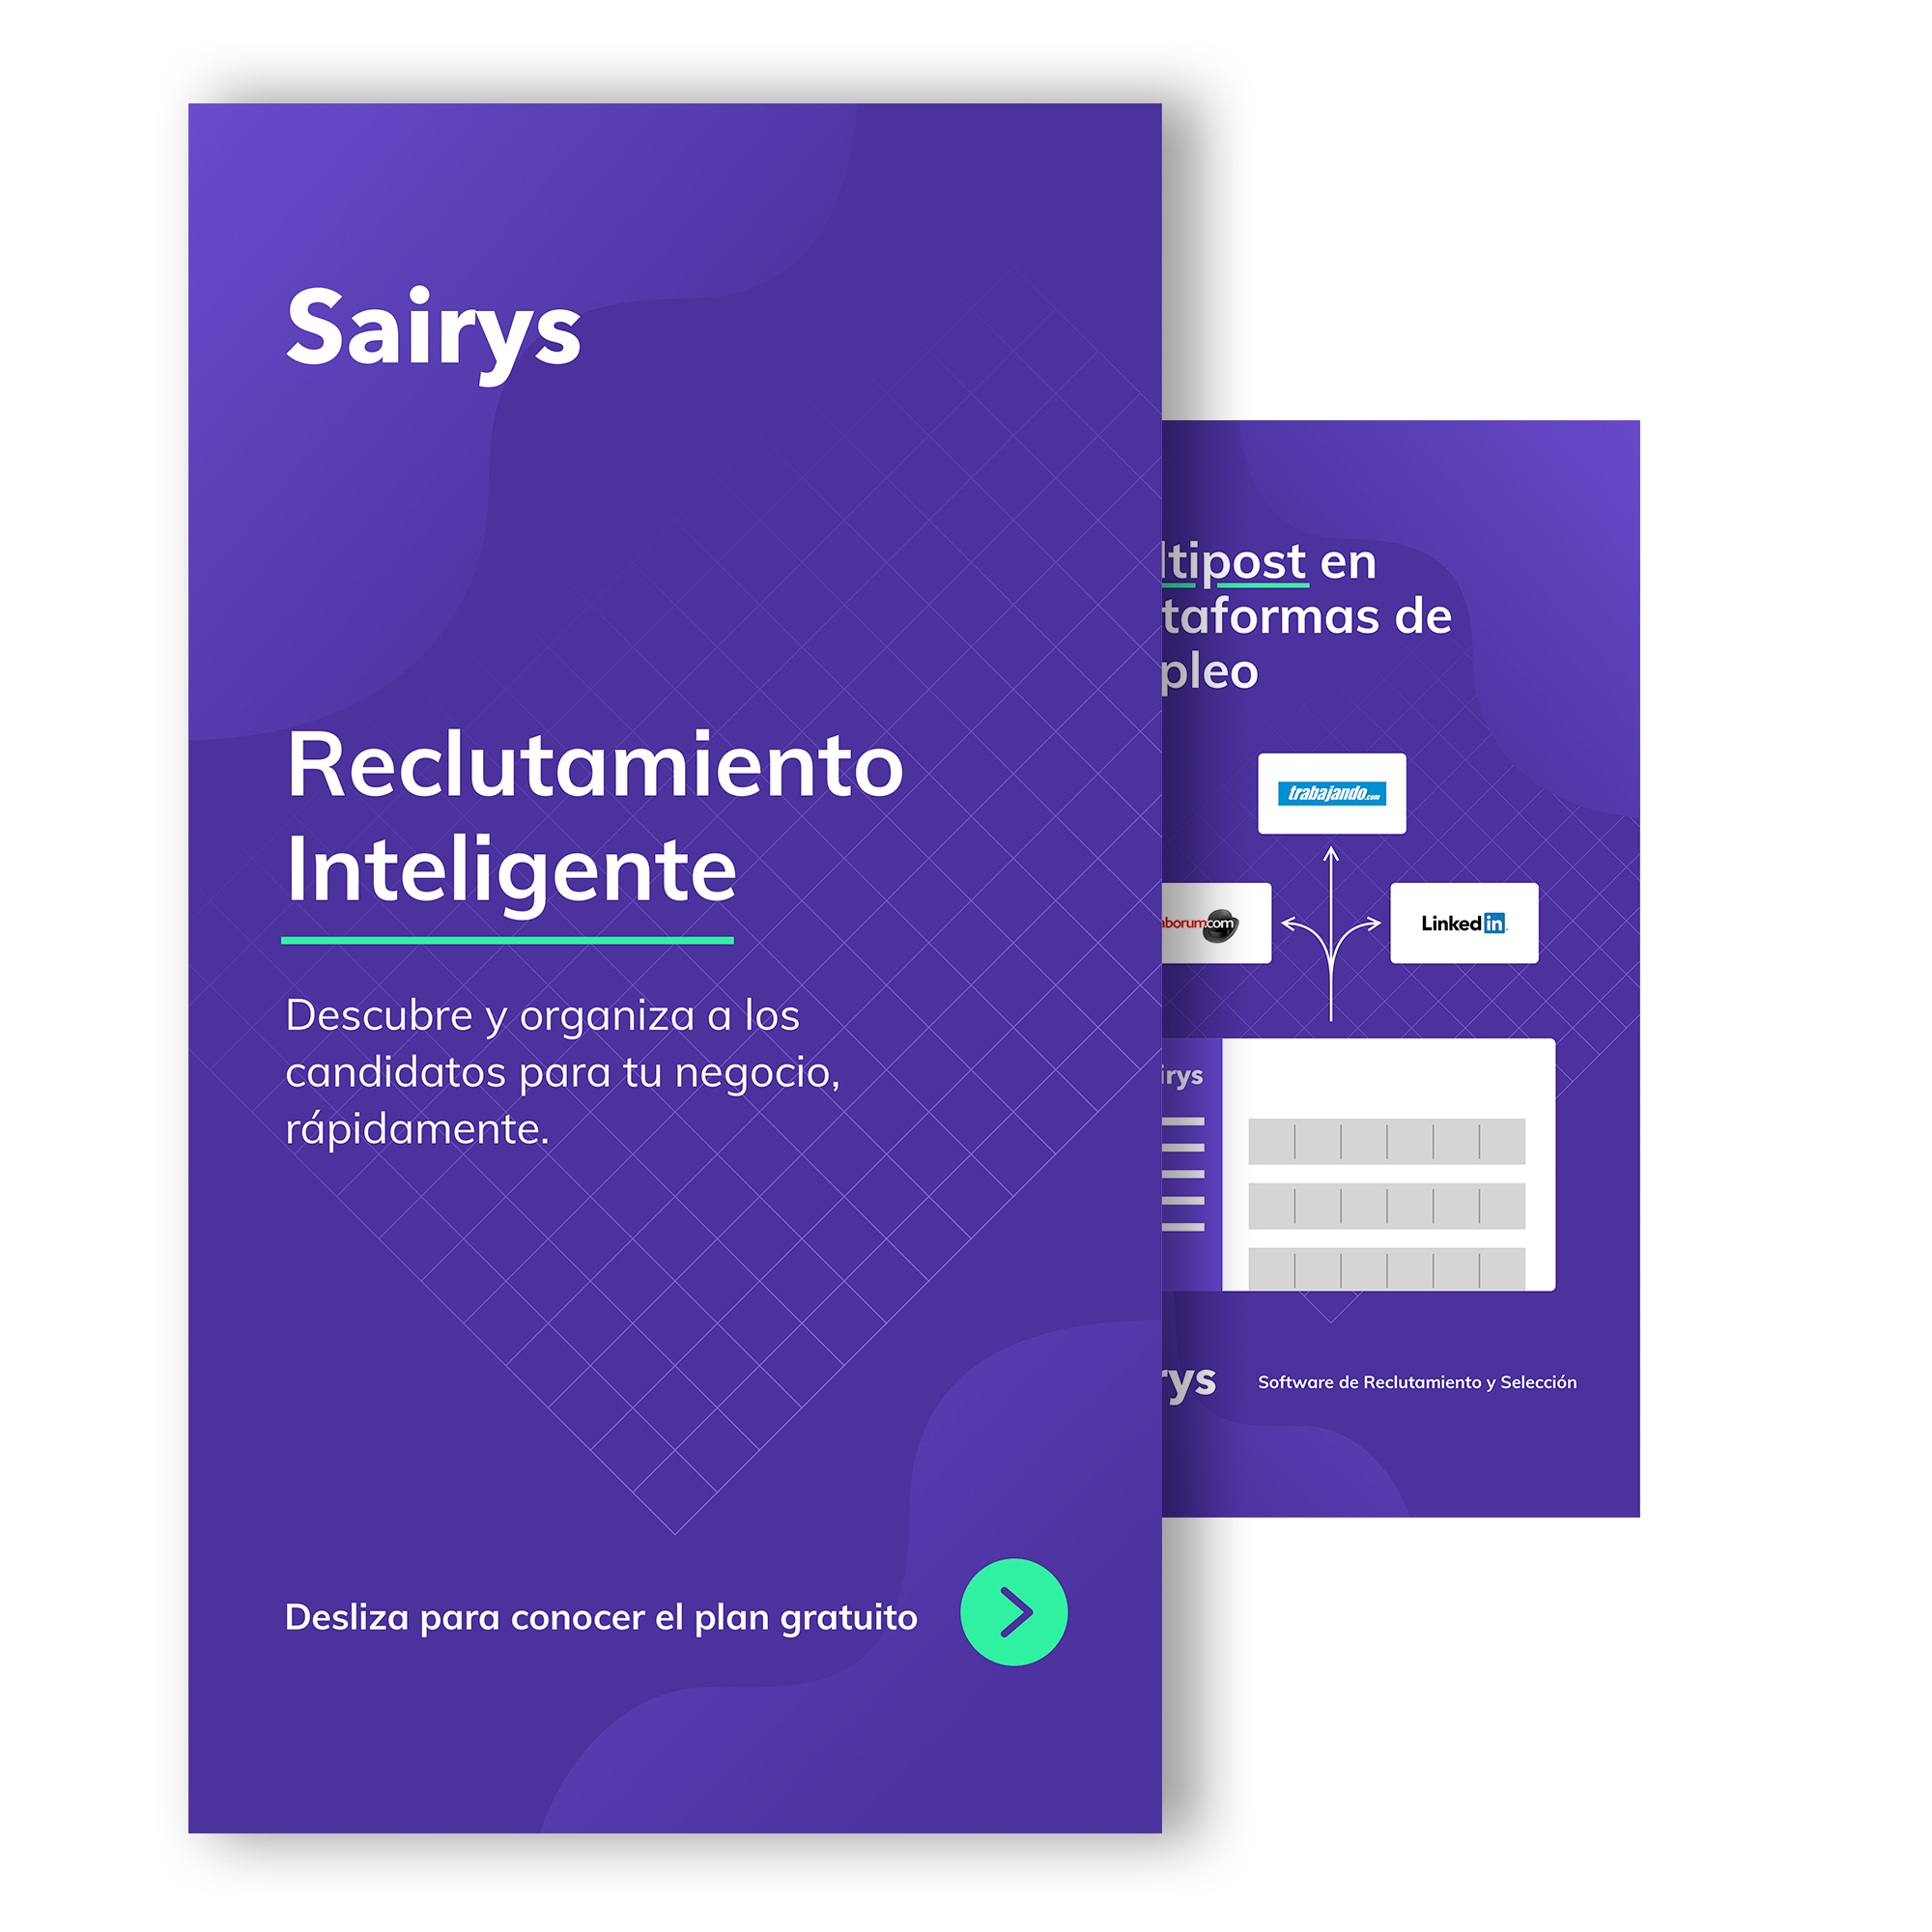 Sairys
Reclutamiento
Inteligente
Descubre y organiza a los
candidatos para tu negocio,
rápidamente.
Desliza para conocer el plan gratuito
ltipost en
taformas de
pleo
trabajando.com
borum.com
Linkedin
irys
rys
Software de Reclutamiento y Selección